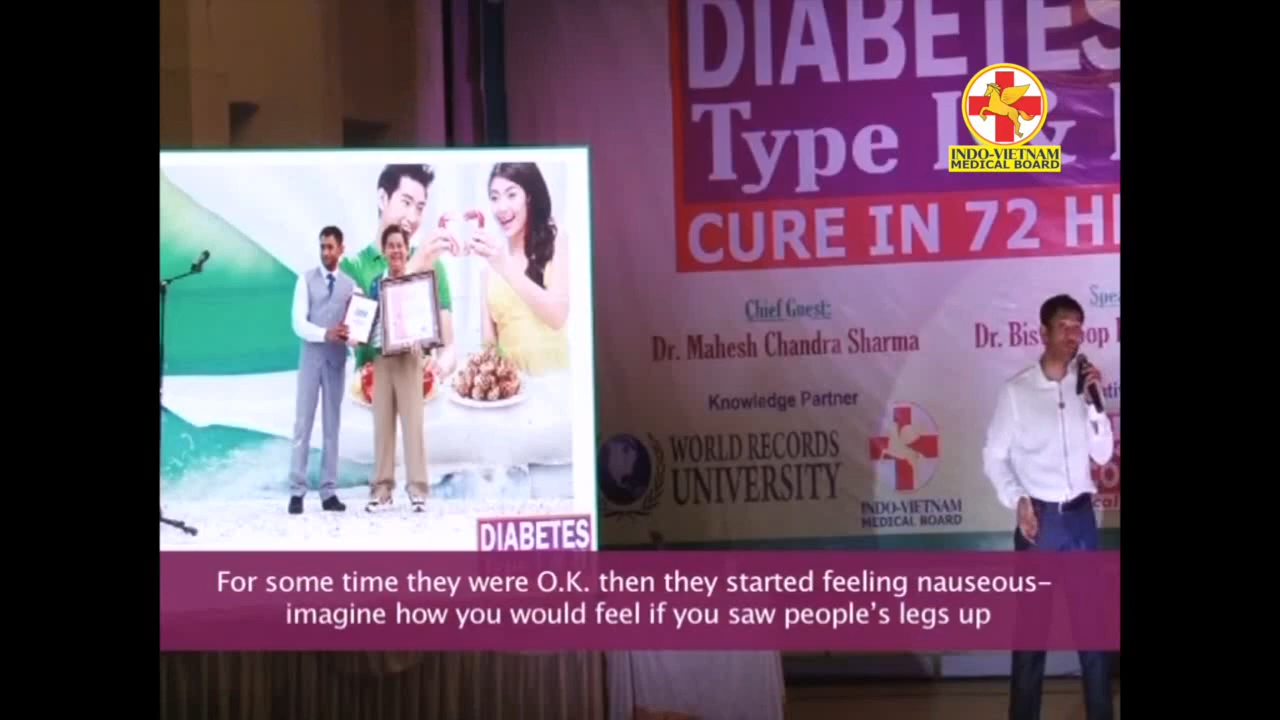 DIABETES
Type I &
CURE IN 72
INDO-VIETNAM
MEDICAL BOARD
Chief Guest:
Dr. Mahesh Chandra Sharma
Dr.
Knowledge Partner
WORLD RECORDS
UNIVERSITY
INDO-VIETNAM
MEDICAL BOARD
DIABETES
For some time they were O.K. then they started feeling nauseous-
imagine how you would feel if you saw people's legs up